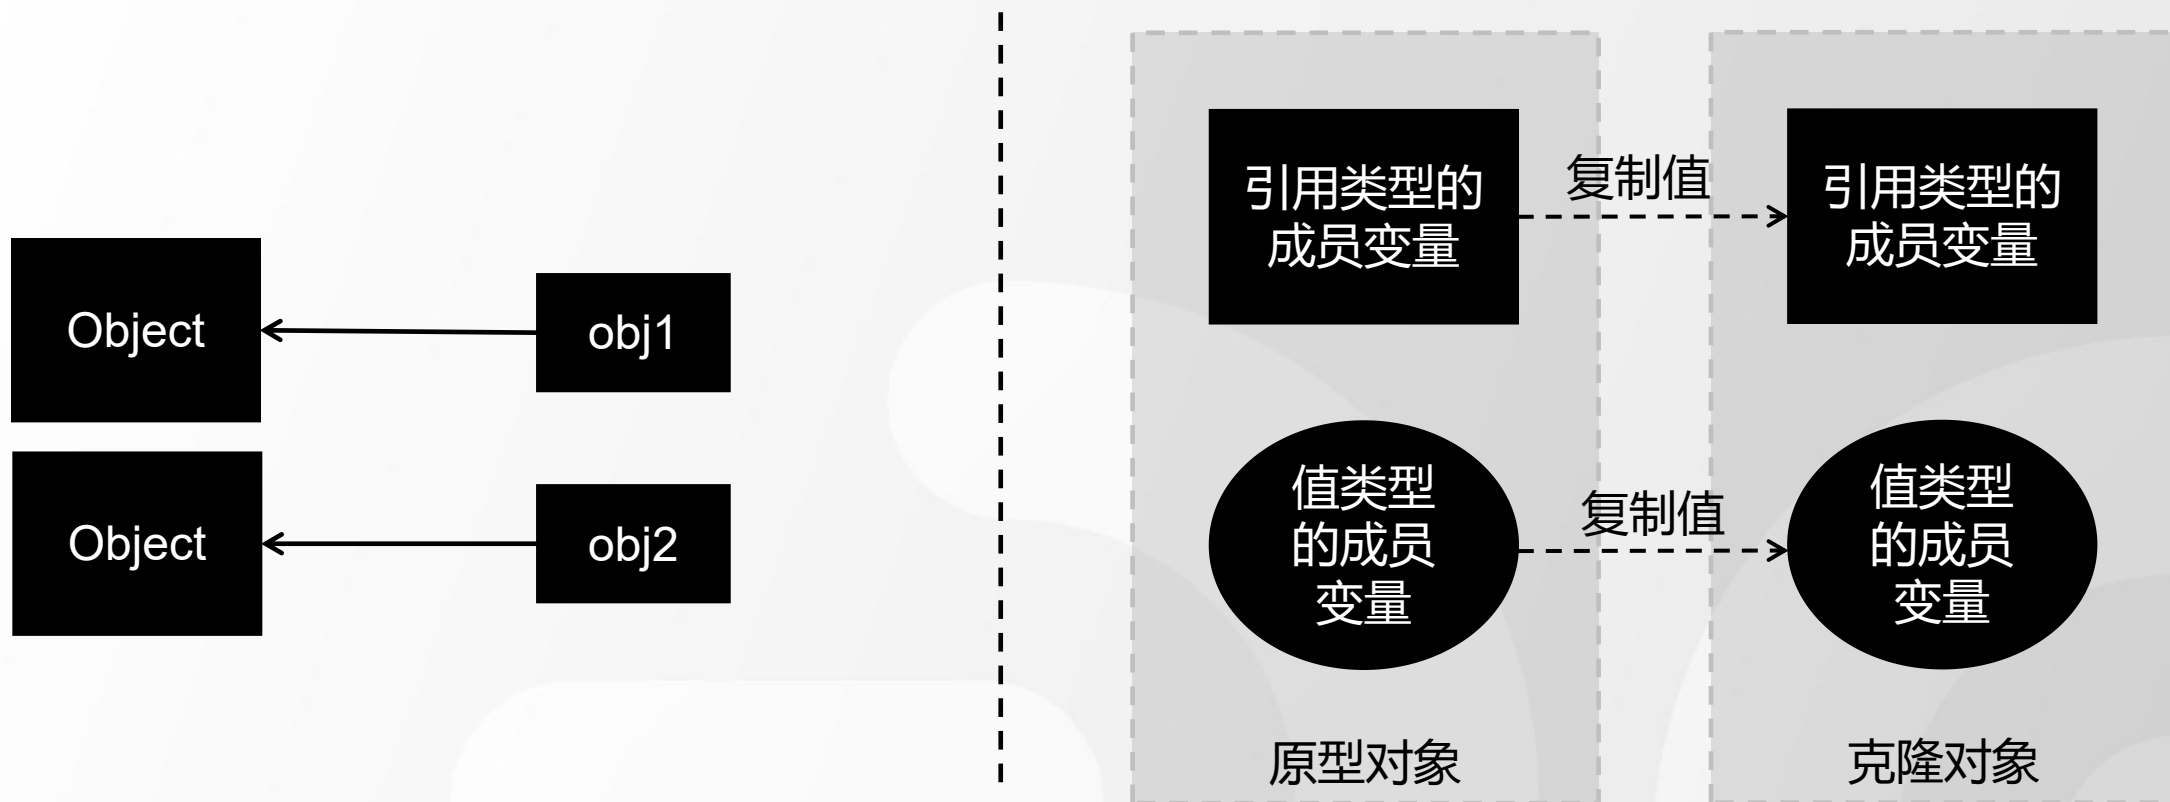 Object
obj1
Object
obj2
引用类型的
成员变量
复制值
引用类型的
成员变量
值类型
的成员
变量
复制值
值类型
的成员
变量
原型对象
克隆对象